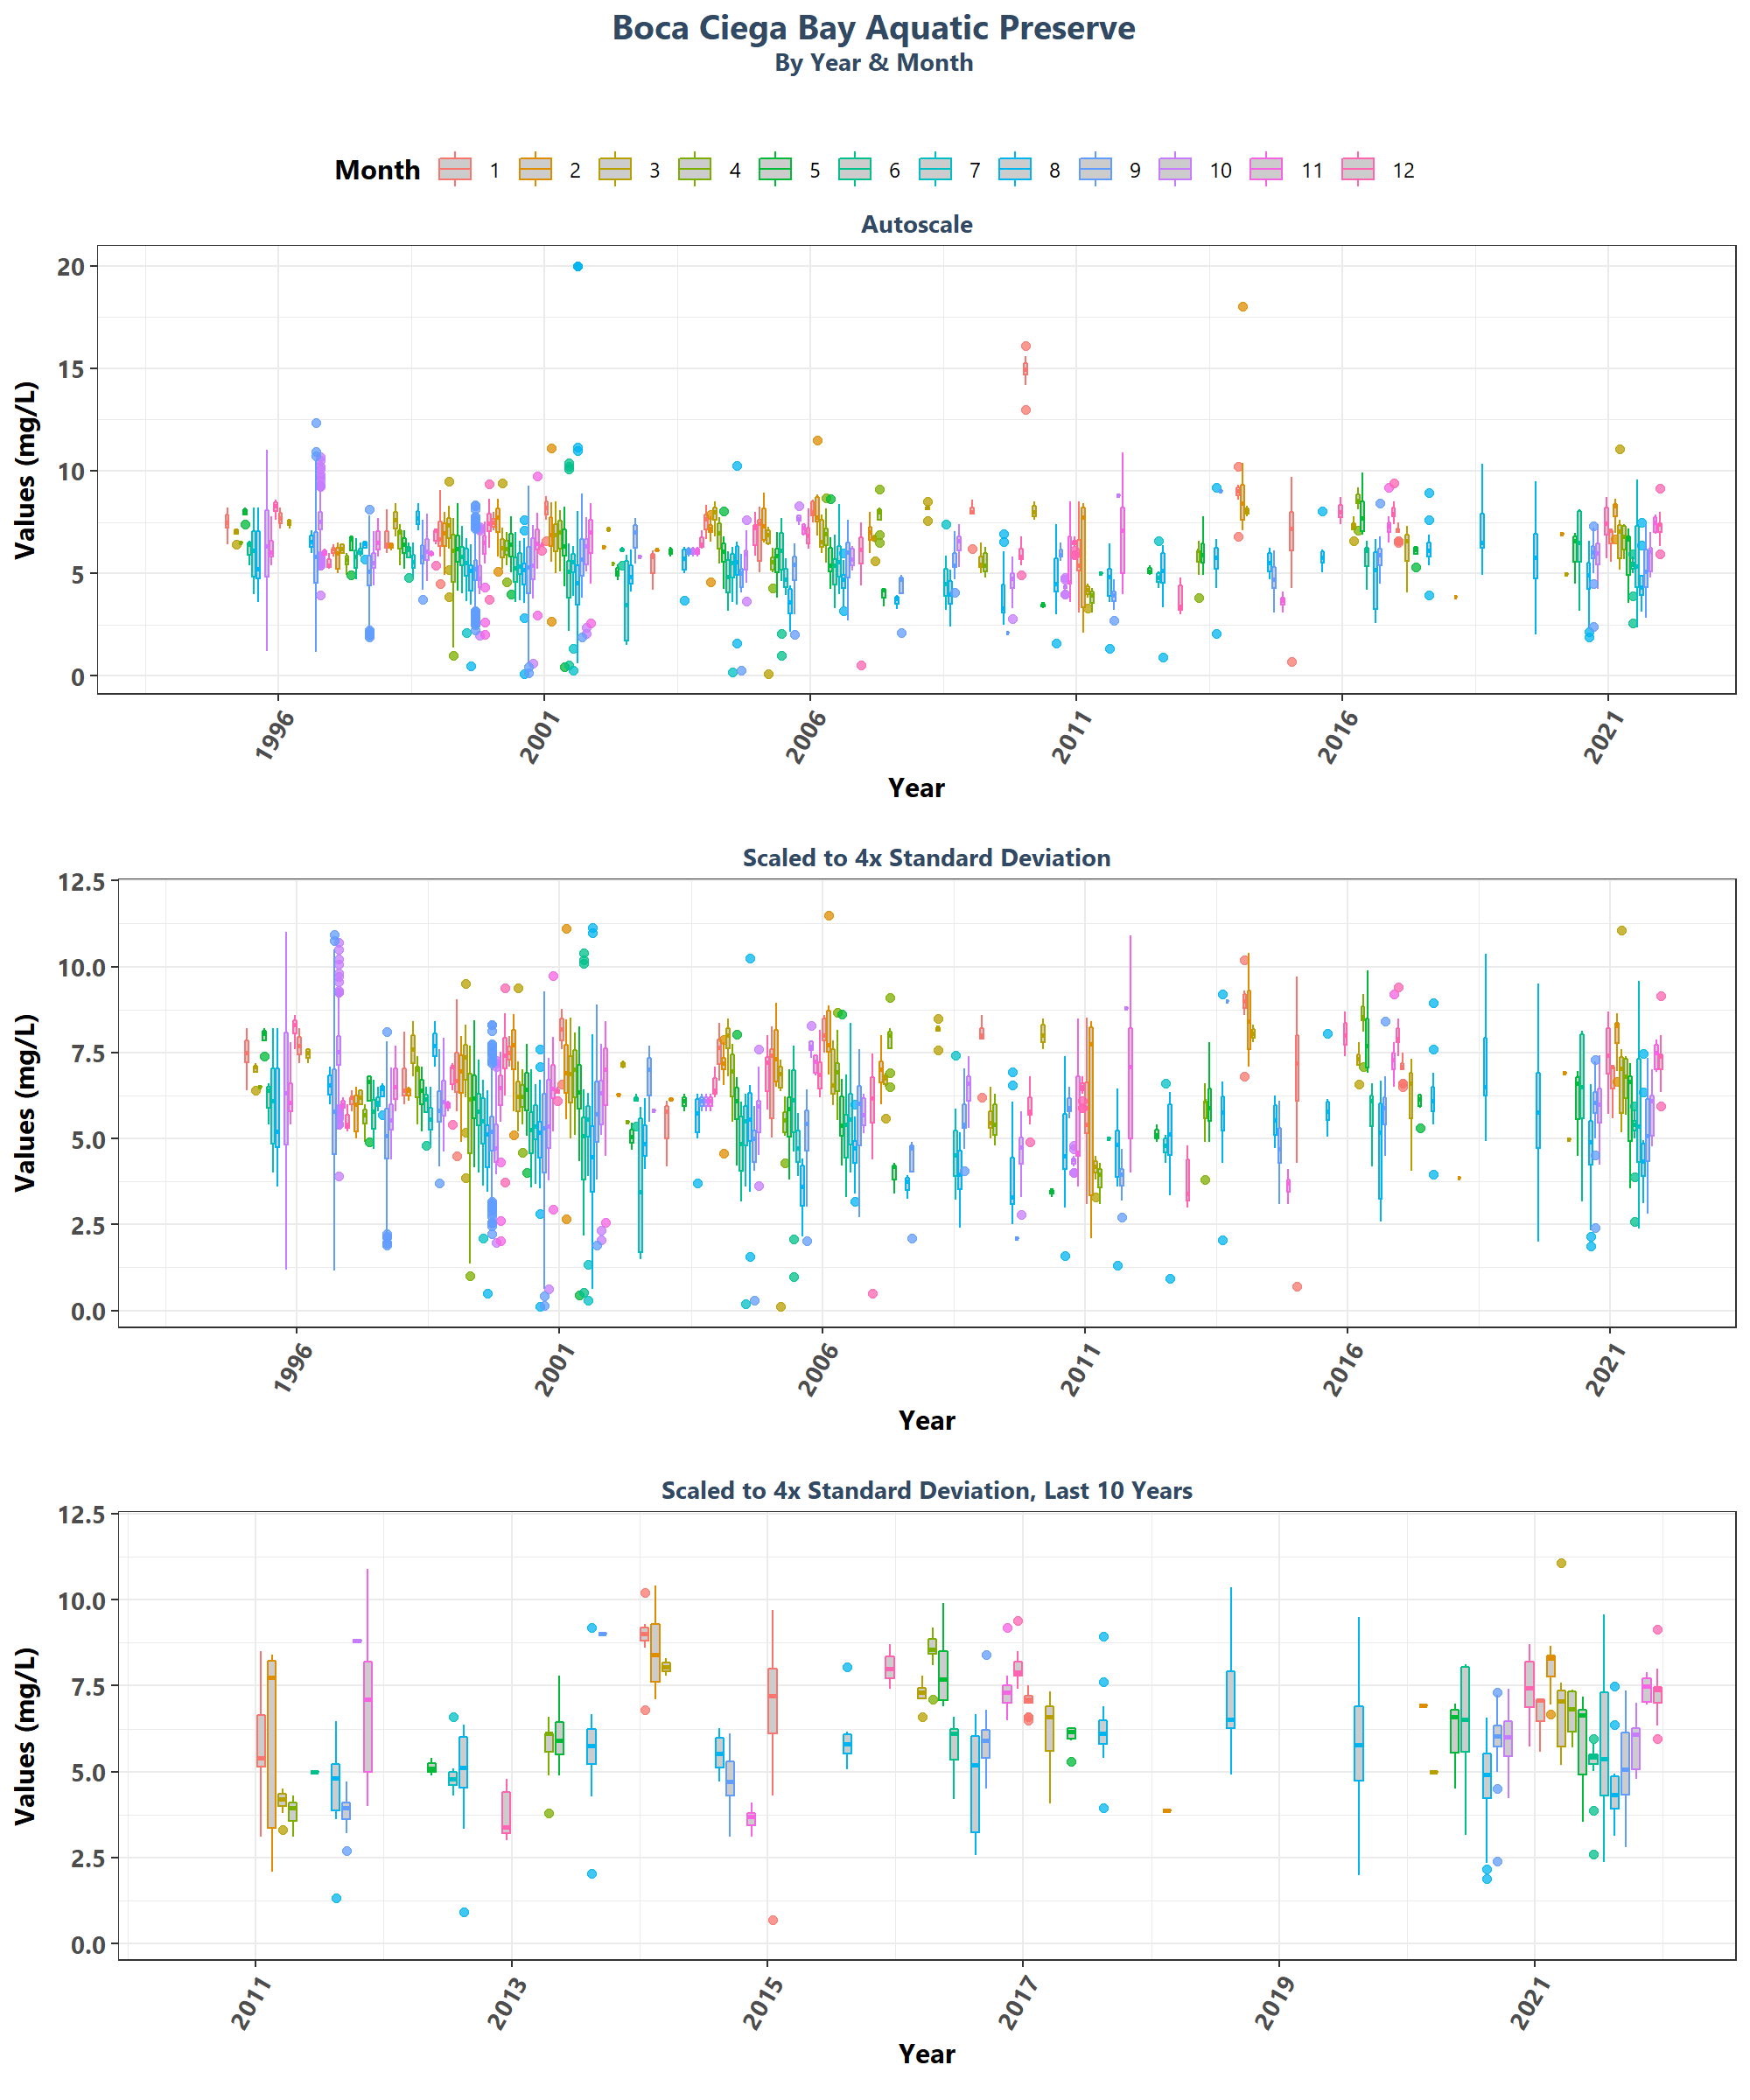 Boca Ciega Bay Aquatic Preserve
By Year & Month
Month 1 2 3 4 5 6 7 8 9 10 11 12
Autoscale
Values (mg/L)
20
15
10
5
0
1996 2001 2006 2011 2016 2021
Year
Scaled to 4x Standard Deviation
Values (mg/L)
12.5
10.0
7.5
5.0
2.5
0.0
1996 2001 2006 2011 2016 2021
Year
Scaled to 4x Standard Deviation, Last 10 Years
Values (mg/L)
12.5
10.0
7.5
5.0
2.5
0.0
2011 2013 2015 2017 2019 2021
Year